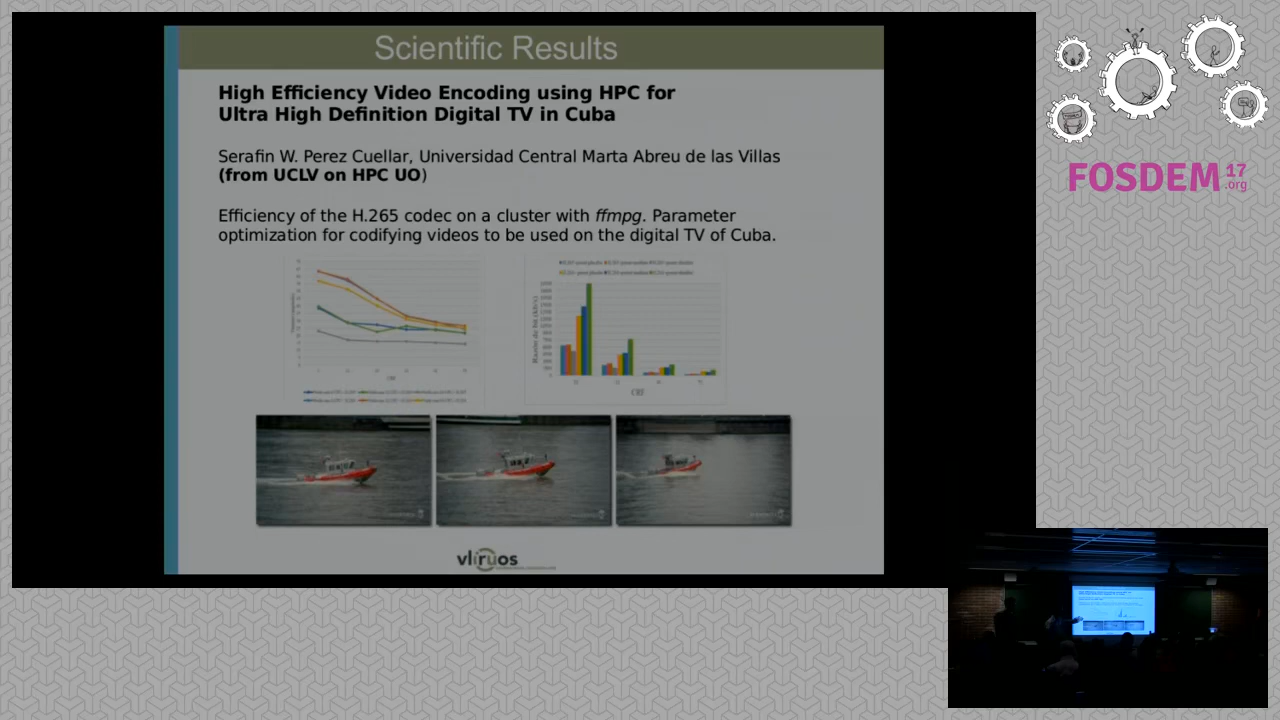 Scientific Results
High Efficiency Video Encoding using HPC for
Ultra High Definition Digital TV in Cuba
Serafin W. Perez Cuellar, Universidad Central Marta Abreu de las Villas
(from UCLV on HPC UO)
Efficiency of the H.265 codec on a cluster with ffmpg. Parameter
optimization for codifying videos to be used on the digital TV of Cuba.
CRF
vliruos
FOSDEM 17
.org